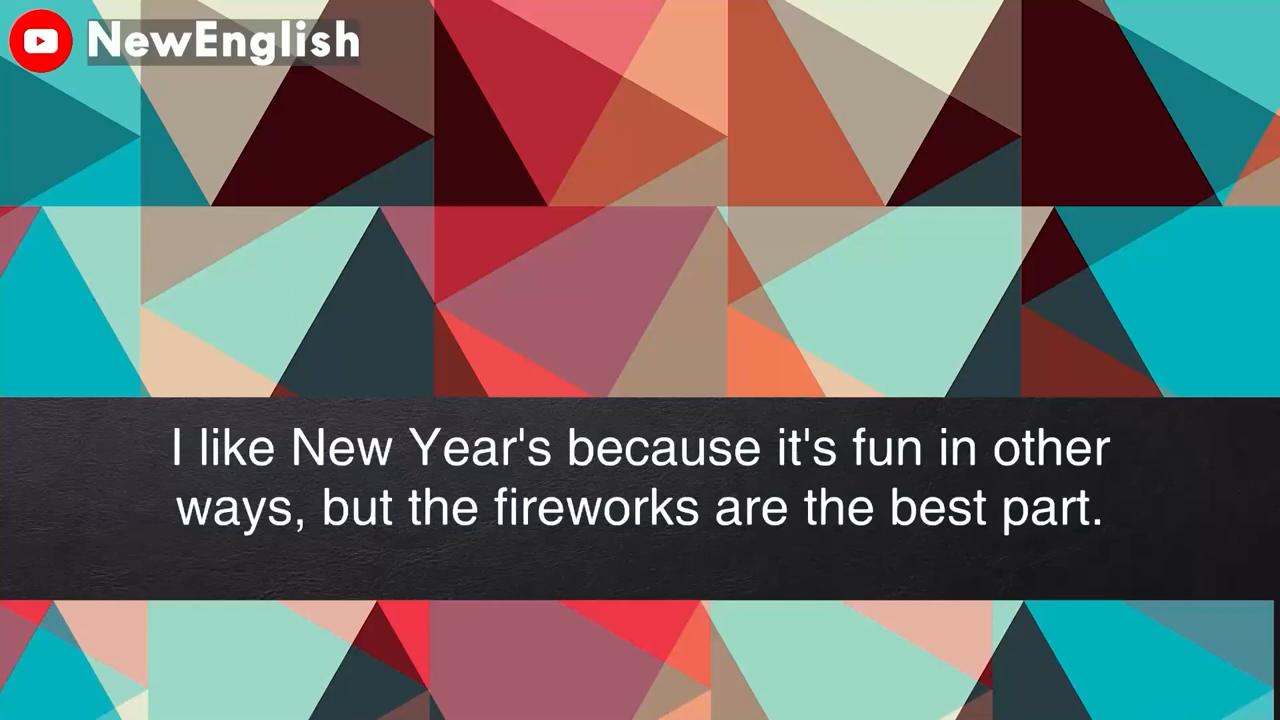 NewEnglish
I like New Year's because it's fun in other
ways, but the fireworks are the best part.